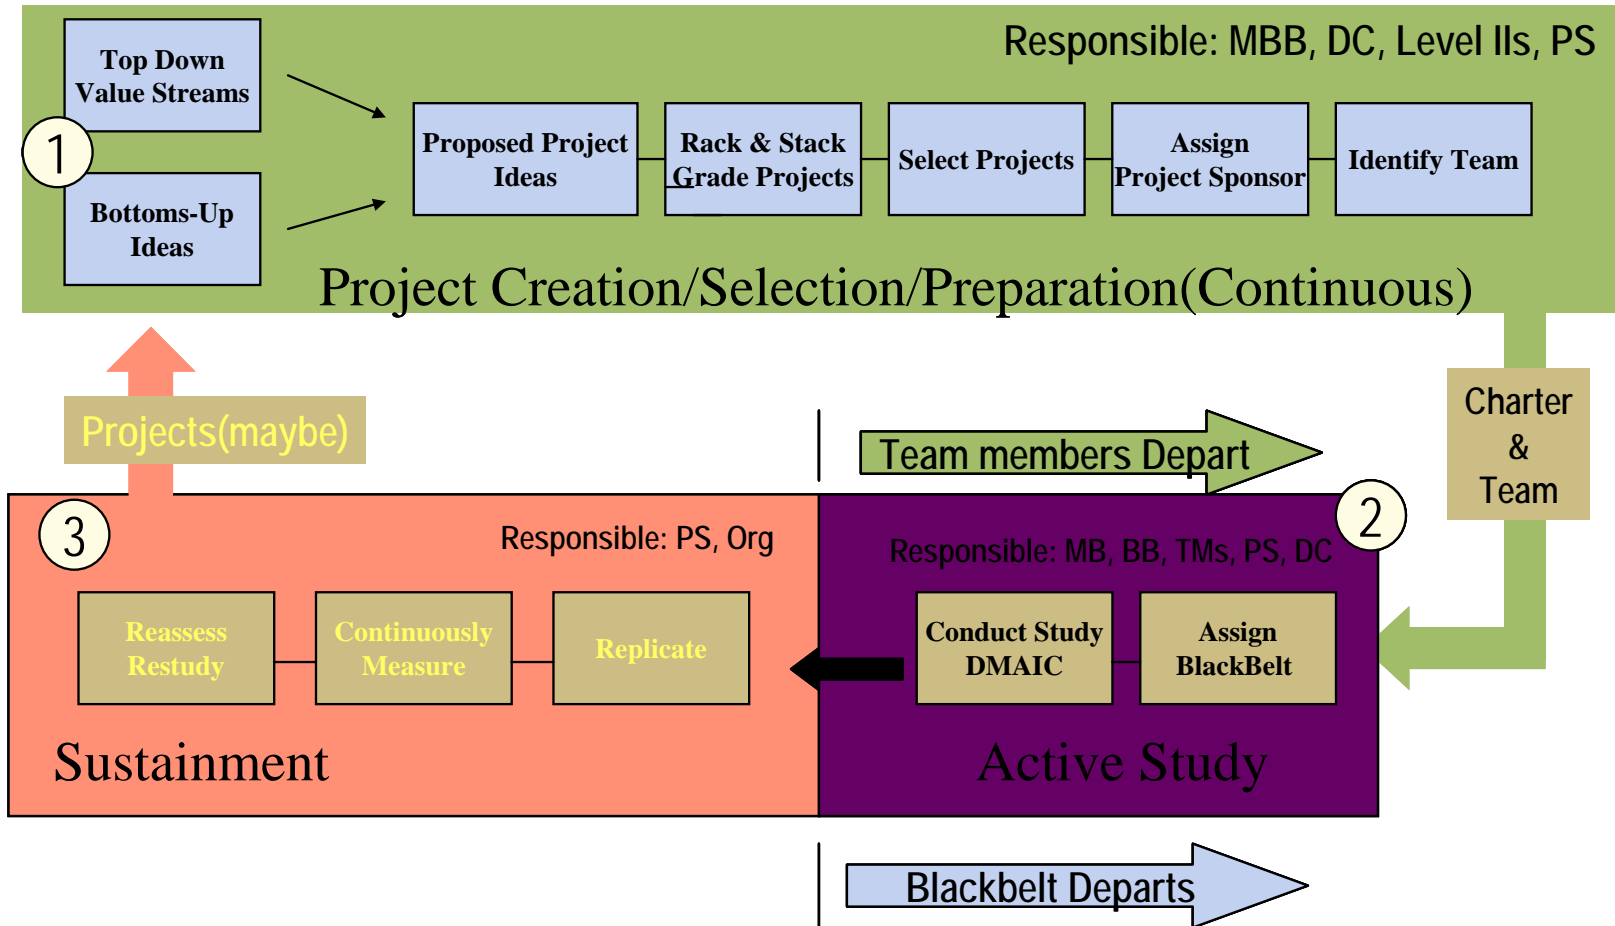 Responsible: MBB, DC, Level IIs, PS
Top Down
Value Streams
1
Bottoms-Up
Ideas
Proposed Project
Ideas
Rack & Stack
Grade Projects
Select Projects
Assign
Project Sponsor
Identify Team
Project Creation/Selection/Preparation(Continuous)
Charter
&
Team
Projects(maybe)
Team members Depart
2
Responsible: MB, BB, TMs, PS, DC
Assign
BlackBelt
Conduct Study
DMAIC
Active Study
3
Responsible: PS, Org
Replicate
Continuously
Measure
Reassess
Restudy
Sustainment
Blackbelt Departs